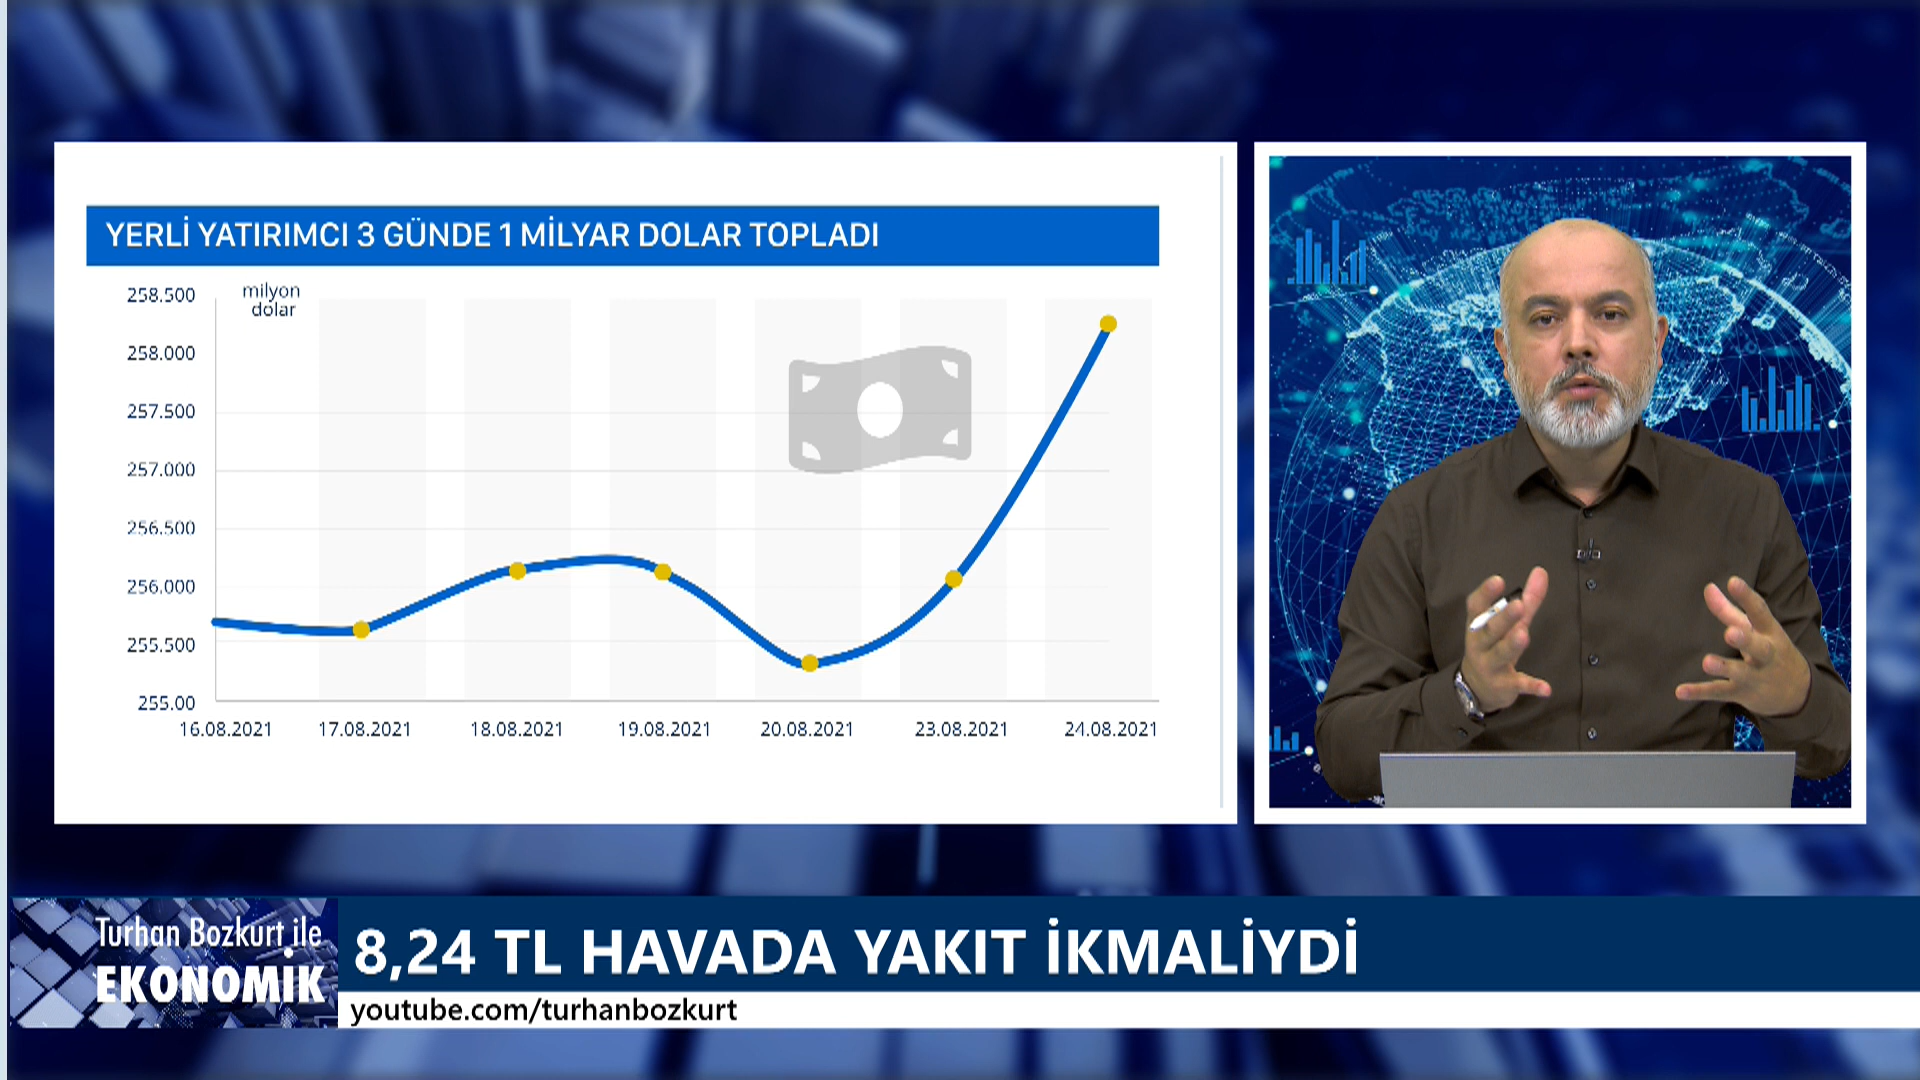 YERLİ YATIRIMCI 3 GÜNDE 1 MİLYAR DOLAR TOPLADI
milyon
dolar
258.500
258.000
257.500
257.000
256.500
256.000
255.500
255.00
16.08.2021 17.08.2021 18.08.2021 19.08.2021 20.08.2021 23.08.2021 24.08.2021
Turhan Bozkurt ile
EKONOMİK
8,24 TL HAVADA YAKIT İKMALİYDİ
youtube.com/turhanbozkurt